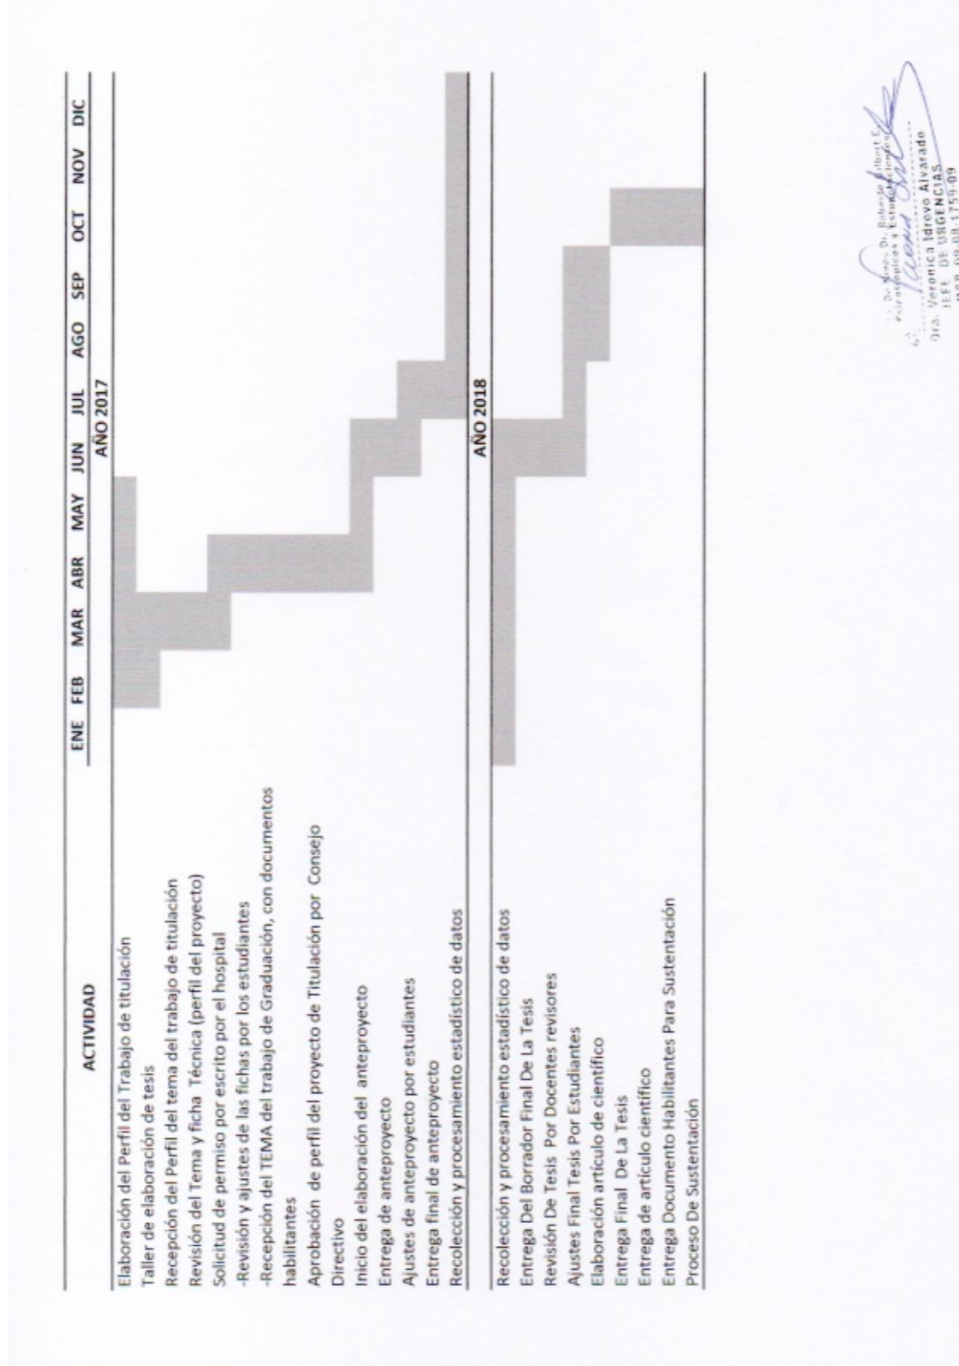 ACTIVIDAD ENE FEB MAR ABR MAY JUN JUL AGO SEP OCT NOV DIC
AÑO 2017
Elaboración del Perfil del Trabajo de titulación
Taller de elaboración de tesis
Recepción del Perfil del tema del trabajo de titulación
Revisión del Tema y ficha Técnica (perfil del proyecto)
Solicitud de permiso por escrito por el hospital
-Revisión y ajustes de las fichas por los estudiantes
-Recepción del TEMA del trabajo de Graduación, con documentos
habilitantes
Aprobación de perfil del proyecto de Titulación por Consejo
Directivo
Inicio del elaboración del anteproyecto
Entrega de anteproyecto
Ajustes de anteproyecto por estudiantes
Entrega final de anteproyecto
Recolección y procesamiento estadístico de datos
AÑO 2018
Recolección y procesamiento estadístico de datos
Entrega Del Borrador Final De La Tesis
Revisión De Tesis Por Docentes revisores
Ajustes Final Tesis Por Estudiantes
Elaboración artículo de científico
Entrega Final De La Tesis
Entrega de artículo científico
Entrega Documento Habilitantes Para Sustentación
Proceso De Sustentación
Dra. Veronica Idrovo Alvarado
JEFE DE URGENCIAS